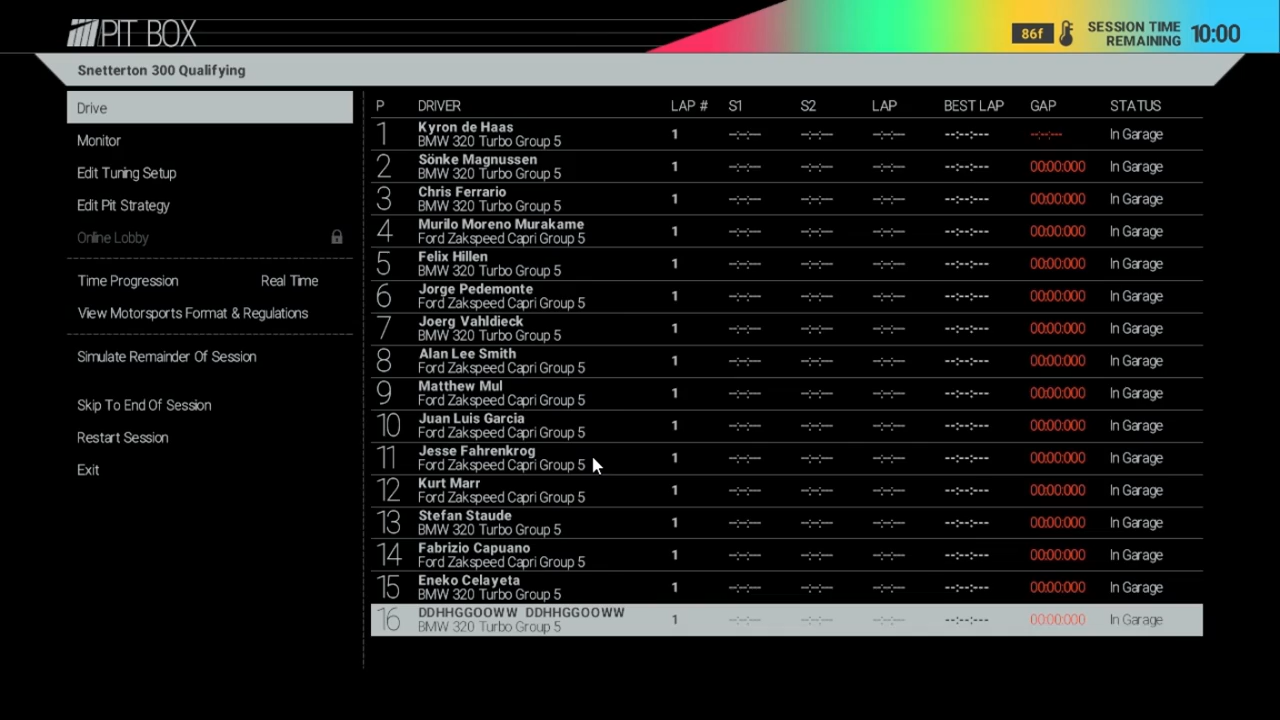 PIT BOX
86f
SESSION TIME
REMAINING 10:00
Snetterton 300 Qualifying
Drive
Monitor
Edit Tuning Setup
Edit Pit Strategy
Online Lobby
Time Progression Real Time
View Motorsports Format & Regulations
Simulate Remainder Of Session
Skip To End Of Session
Restart Session
Exit
P DRIVER LAP # S1 S2 LAP BEST LAP GAP STATUS
1 Kyron de Haas 1 --:--:--- --:--:--- --:--:--- --:--:--- --:--:--- In Garage
BMW 320 Turbo Group 5
2 Sönke Magnussen 1 --:--:--- --:--:--- --:--:--- --:--:--- 00:00:000 In Garage
BMW 320 Turbo Group 5
3 Chris Ferrario 1 --:--:--- --:--:--- --:--:--- --:--:--- 00:00:000 In Garage
BMW 320 Turbo Group 5
4 Murilo Moreno Murakame 1 --:--:--- --:--:--- --:--:--- --:--:--- 00:00:000 In Garage
Ford Zakspeed Capri Group 5
5 Felix Hillen 1 --:--:--- --:--:--- --:--:--- --:--:--- 00:00:000 In Garage
BMW 320 Turbo Group 5
6 Jorge Pedemonte 1 --:--:--- --:--:--- --:--:--- --:--:--- 00:00:000 In Garage
Ford Zakspeed Capri Group 5
7 Joerg Vahldieck 1 --:--:--- --:--:--- --:--:--- --:--:--- 00:00:000 In Garage
BMW 320 Turbo Group 5
8 Alan Lee Smith 1 --:--:--- --:--:--- --:--:--- --:--:--- 00:00:000 In Garage
Ford Zakspeed Capri Group 5
9 Matthew Mul 1 --:--:--- --:--:--- --:--:--- --:--:--- 00:00:000 In Garage
Ford Zakspeed Capri Group 5
10 Juan Luis Garcia 1 --:--:--- --:--:--- --:--:--- --:--:--- 00:00:000 In Garage
Ford Zakspeed Capri Group 5
11 Jesse Fahrenkrog 1 --:--:--- --:--:--- --:--:--- --:--:--- 00:00:000 In Garage
Ford Zakspeed Capri Group 5
12 Kurt Marr 1 --:--:--- --:--:--- --:--:--- --:--:--- 00:00:000 In Garage
Ford Zakspeed Capri Group 5
13 Stefan Staude 1 --:--:--- --:--:--- --:--:--- --:--:--- 00:00:000 In Garage
BMW 320 Turbo Group 5
14 Fabrizio Capuano 1 --:--:--- --:--:--- --:--:--- --:--:--- 00:00:000 In Garage
Ford Zakspeed Capri Group 5
15 Eneko Celayeta 1 --:--:--- --:--:--- --:--:--- --:--:--- 00:00:000 In Garage
BMW 320 Turbo Group 5
16 DDHHGGOOWW DDHHGGOOWW 1 --:--:--- --:--:--- --:--:--- --:--:--- 00:00:000 In Garage
BMW 320 Turbo Group 5